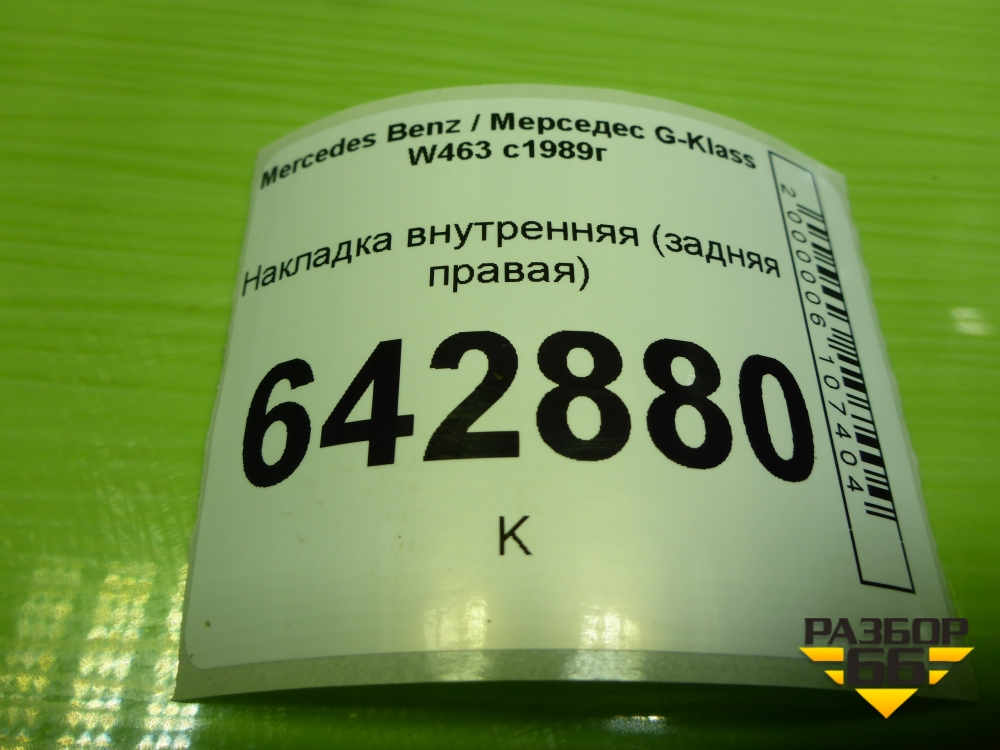 Mercedes Benz / Мерседес G-Klass
W463 с1989г
Накладка внутренняя (задняя
правая)
642880
К
2000006107404
РАЗБОР
66